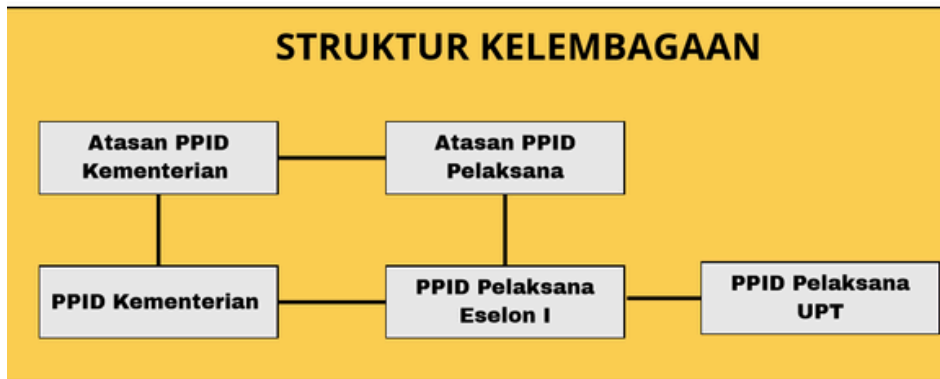 STRUKTUR KELEMBAGAAN
Atasan PPID
Kementerian
Atasan PPID
Pelaksana
PPID Kementerian
PPID Pelaksana
Eselon I
PPID Pelaksana
UPT